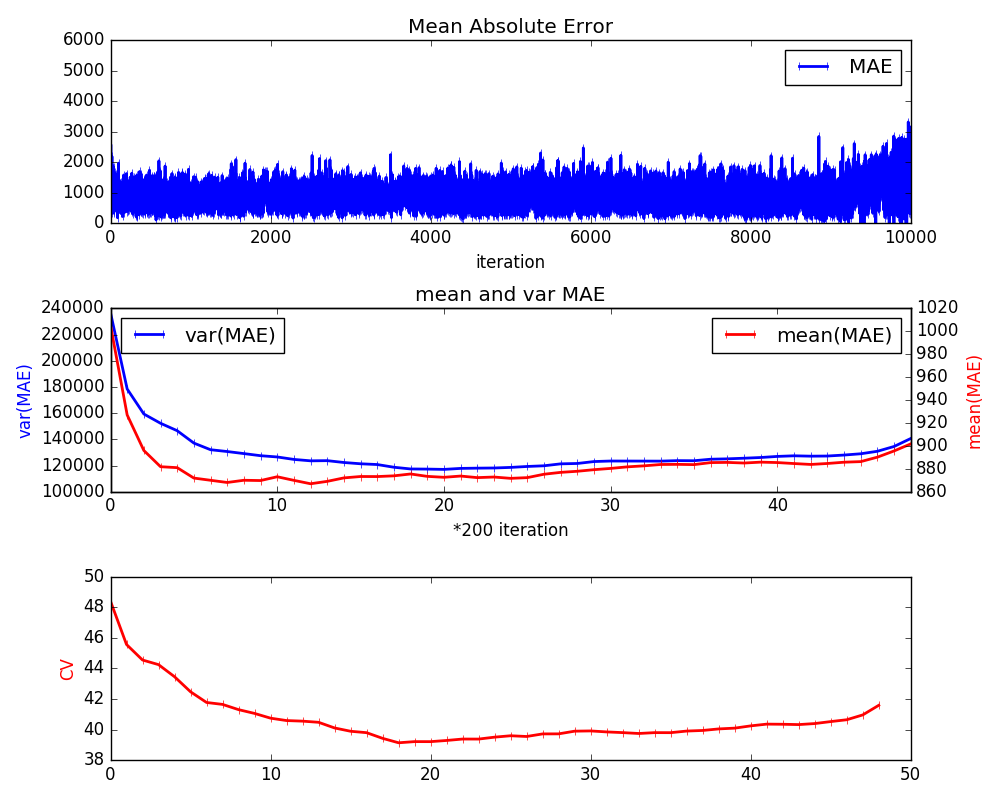 Mean Absolute Error
6000
5000
4000
3000
2000
1000
0
MAE
0 2000 4000 6000 8000 10000
iteration
mean and var MAE
240000
220000
200000
180000
160000
140000
120000
100000
var(MAE)
var(MAE)
mean(MAE)
1020
1000
980
960
940
920
900
880
860
mean(MAE)
0 10 20 30 40
*200 iteration
50
48
46
44
42
40
38
CV
0 10 20 30 40 50